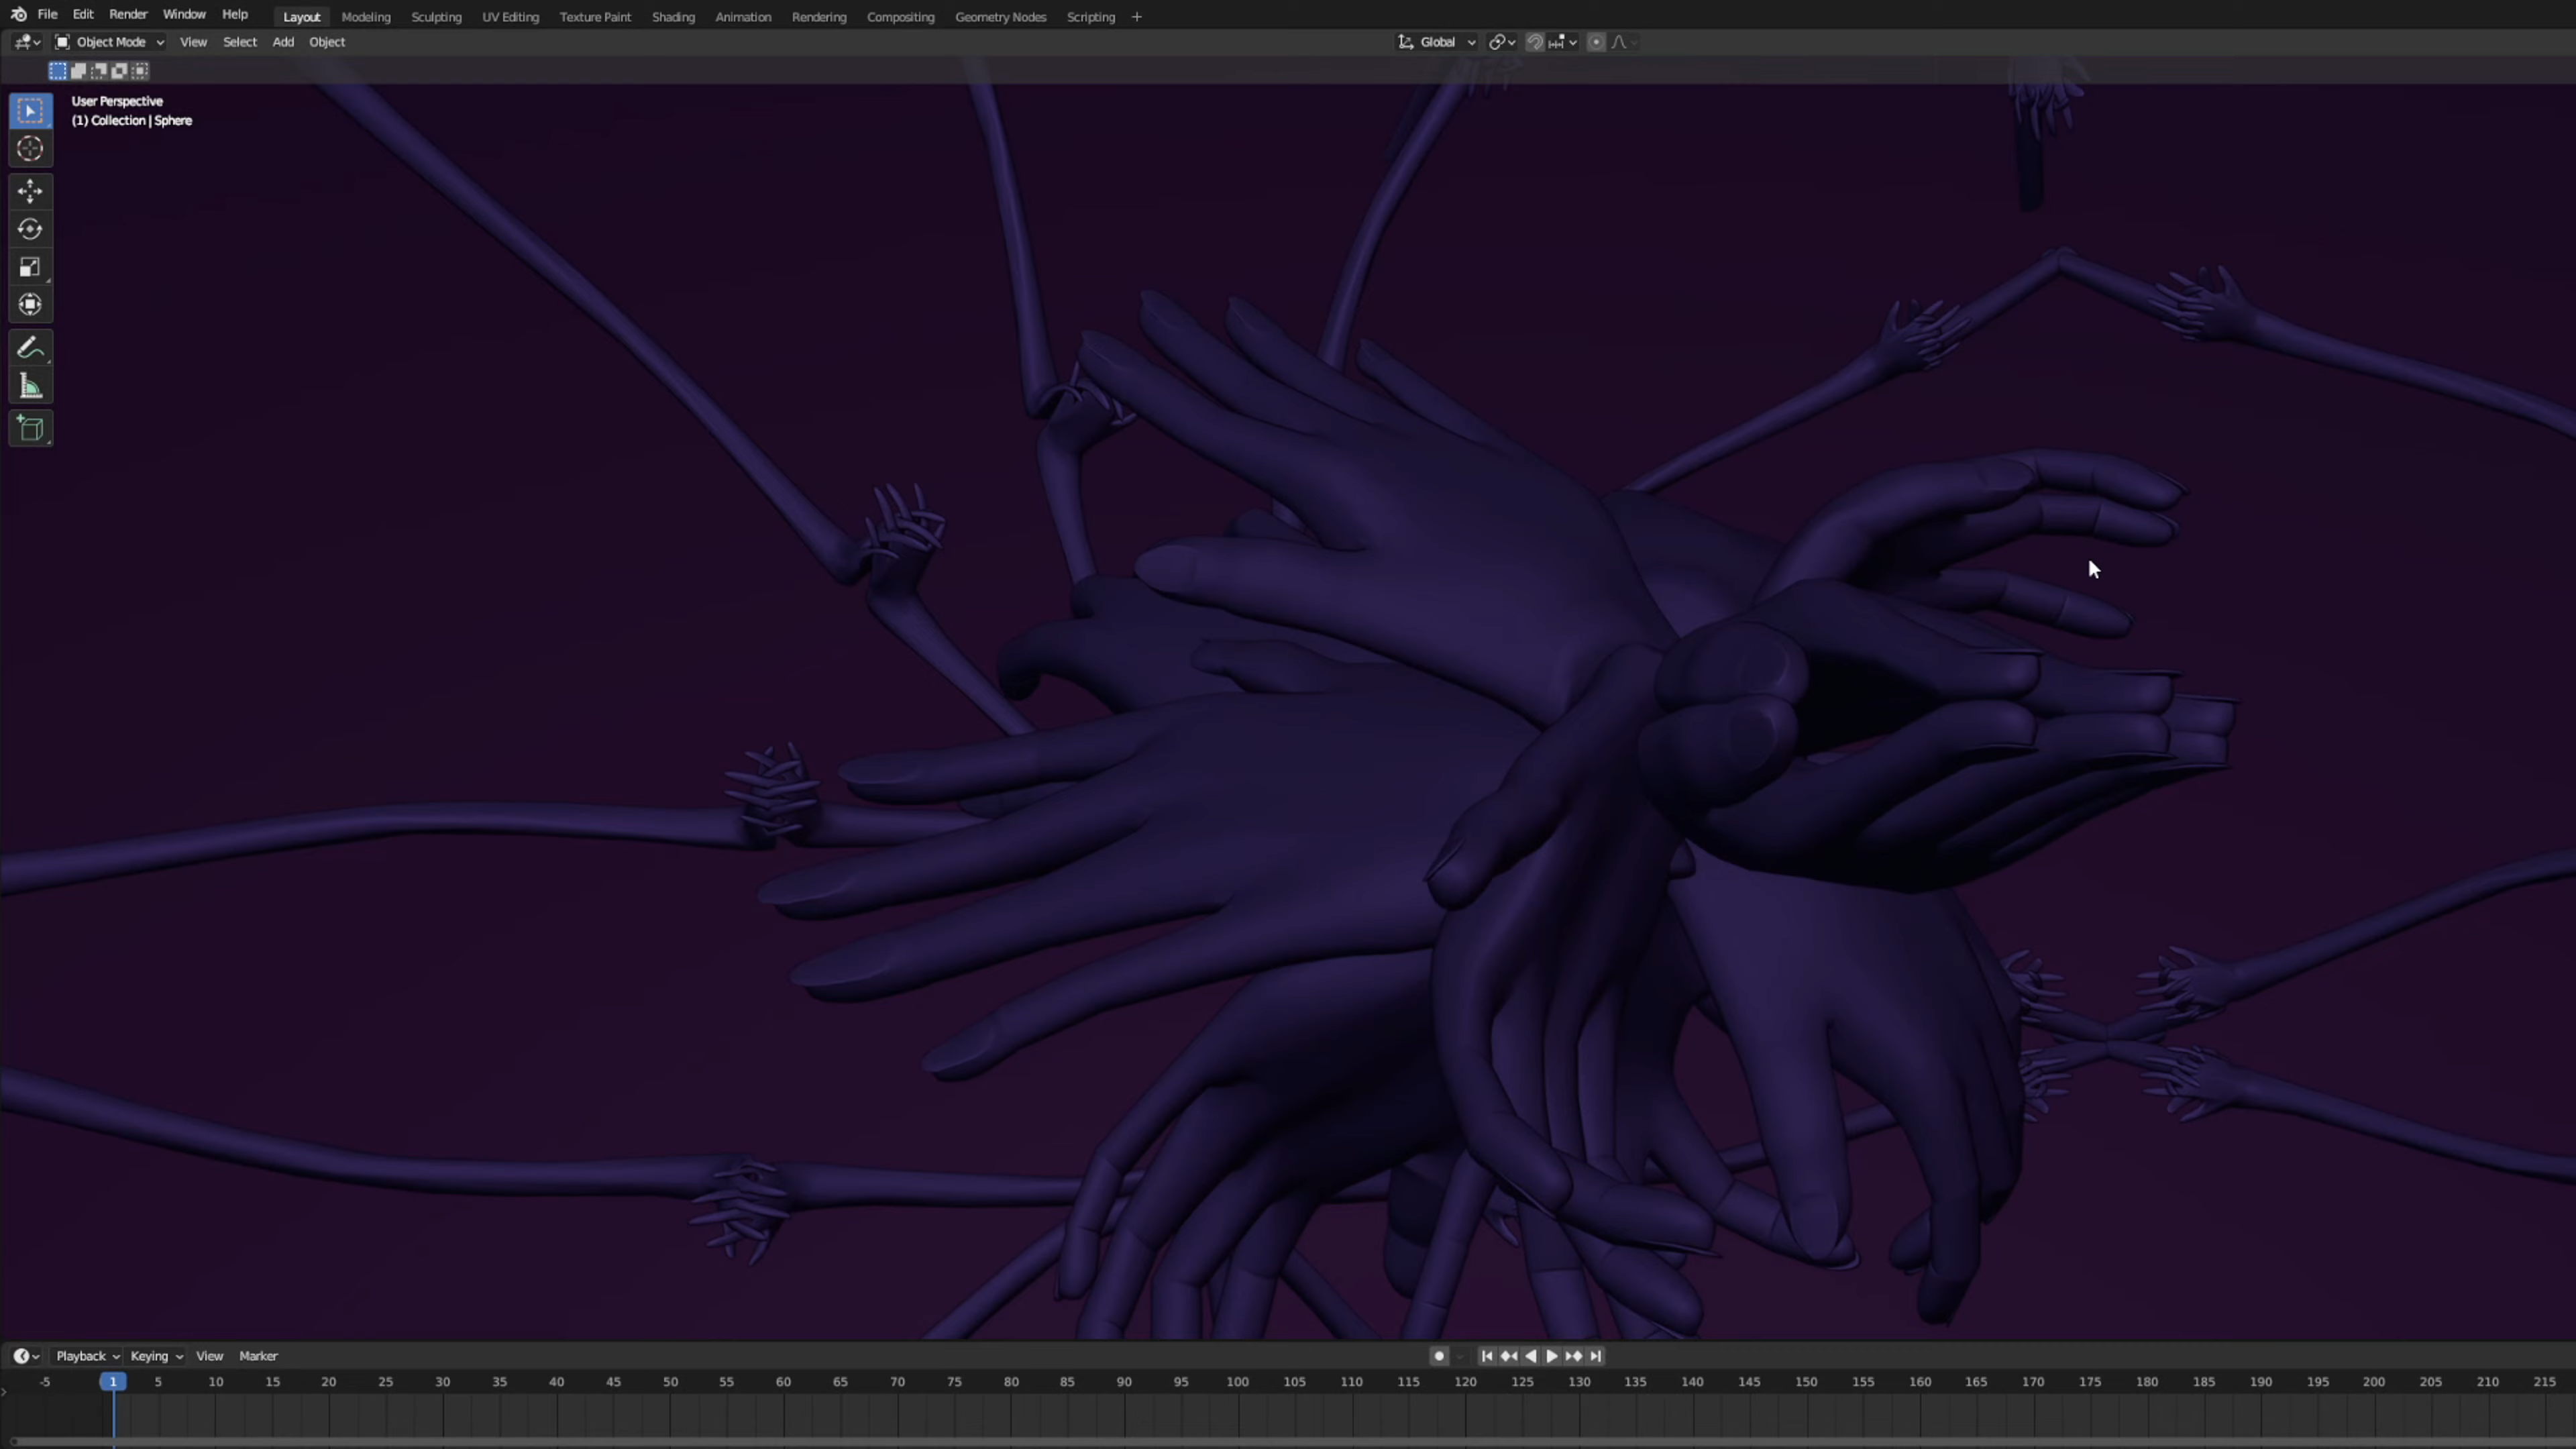 File Edit Render Window Help Layout Modeling Sculpting UV Editing Texture Paint Shading Animation Rendering Compositing Geometry Nodes Scripting +
Object Mode View Select Add Object Global
User Perspective
(1) Collection | Sphere
Playback Keying View Marker
-5 1 5 10 15 20 25 30 35 40 45 50 55 60 65 70 75 80 85 90 95 100 105 110 115 120 125 130 135 140 145 150 155 160 165 170 175 180 185 190 195 200 205 210 215